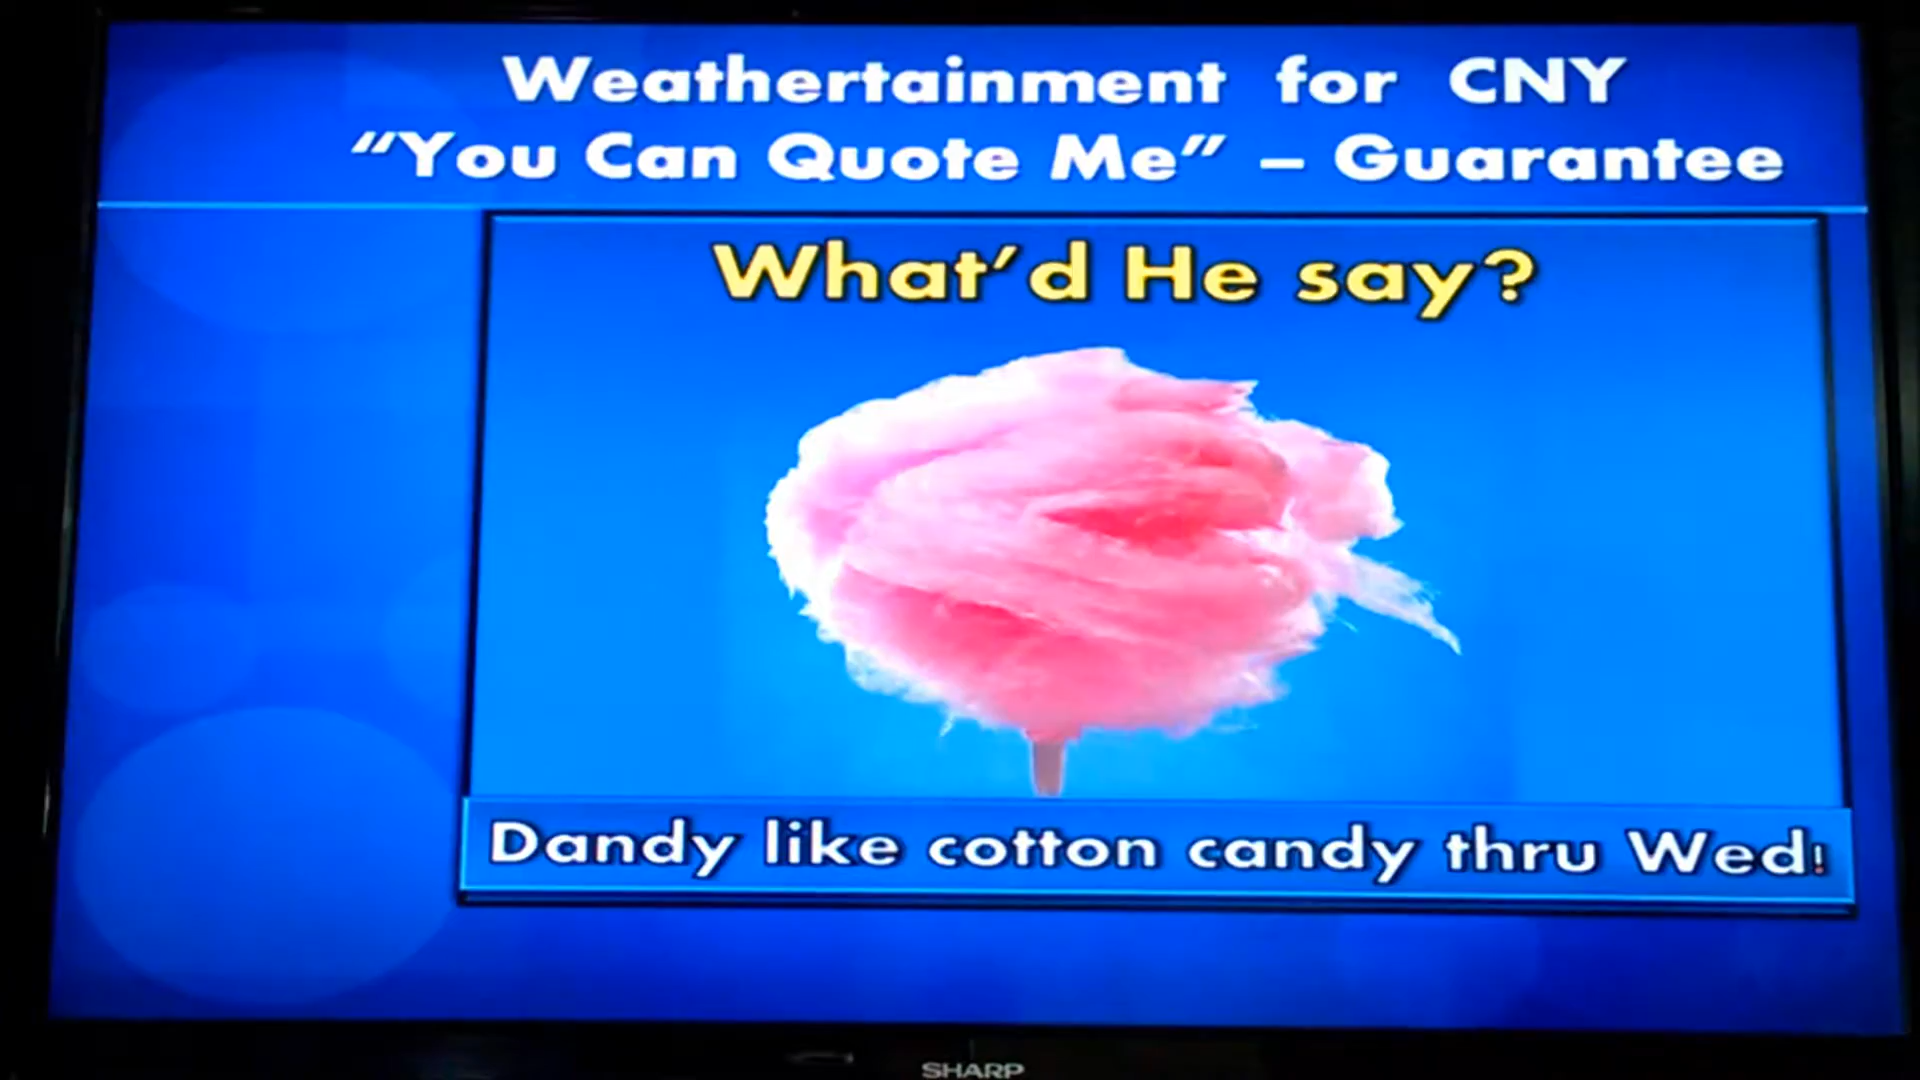 Weathertainment for CNY
“You Can Quote Me” – Guarantee
What’d He say?
Dandy like cotton candy thru Wed!
SHARP